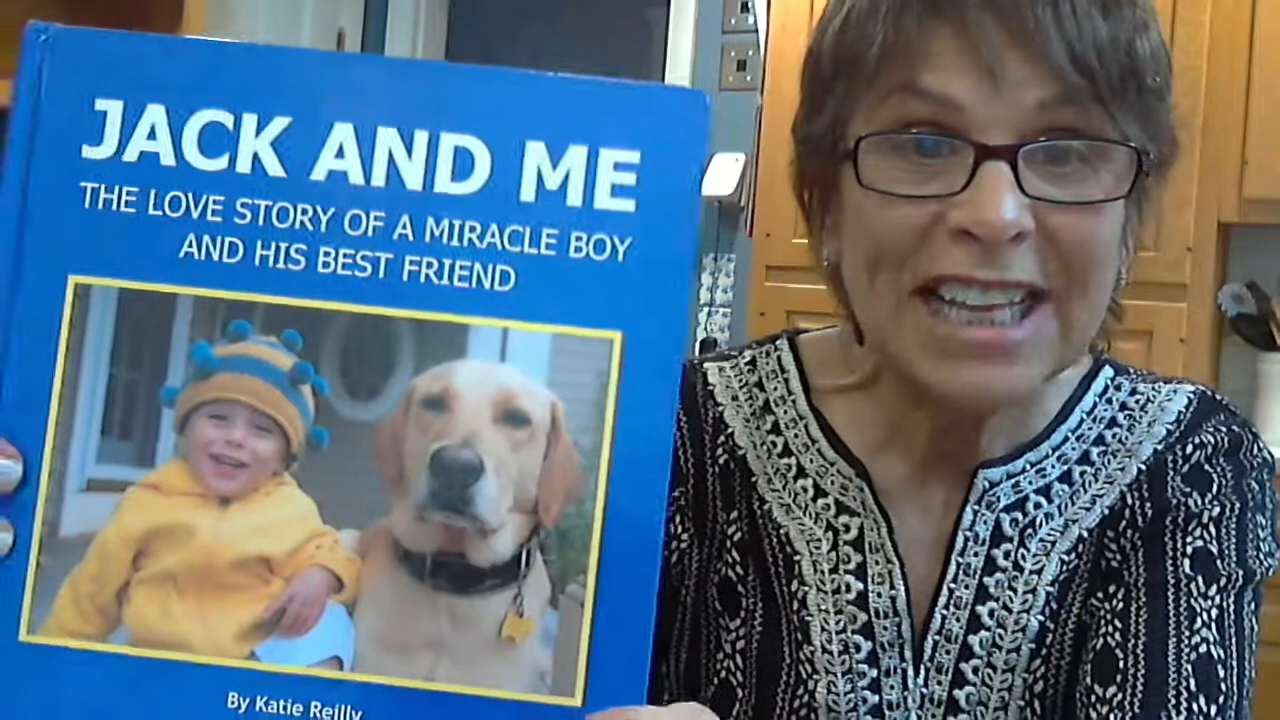 JACK AND ME
THE LOVE STORY OF A MIRACLE BOY
AND HIS BEST FRIEND
By Katie Reilly